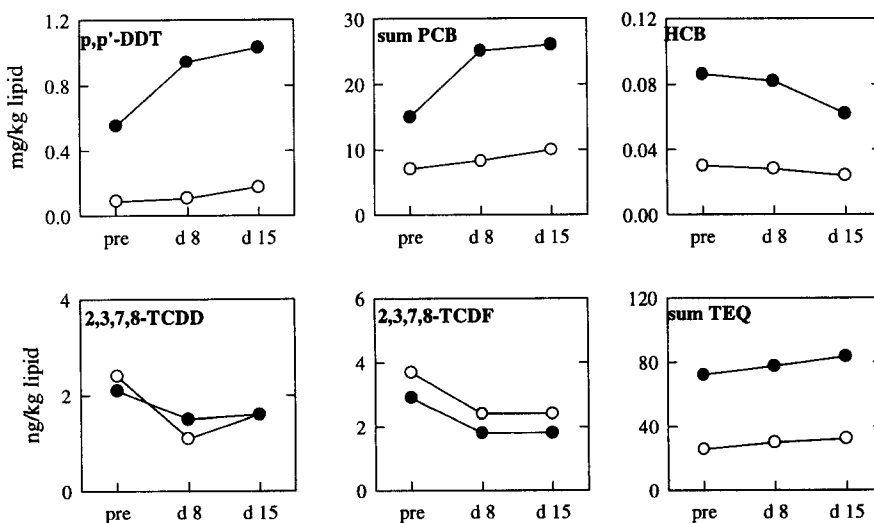 p,p'-DDT
mg/kg lipid
1.2
0.8
0.4
0.0
pre d 8 d 15
sum PCB
30
20
10
0
pre d 8 d 15
HCB
0.12
0.08
0.04
0.00
pre d 8 d 15
2,3,7,8-TCDD
ng/kg lipid
4
2
0
pre d 8 d 15
2,3,7,8-TCDF
6
4
2
0
pre d 8 d 15
sum TEQ
120
80
40
0
pre d 8 d 15